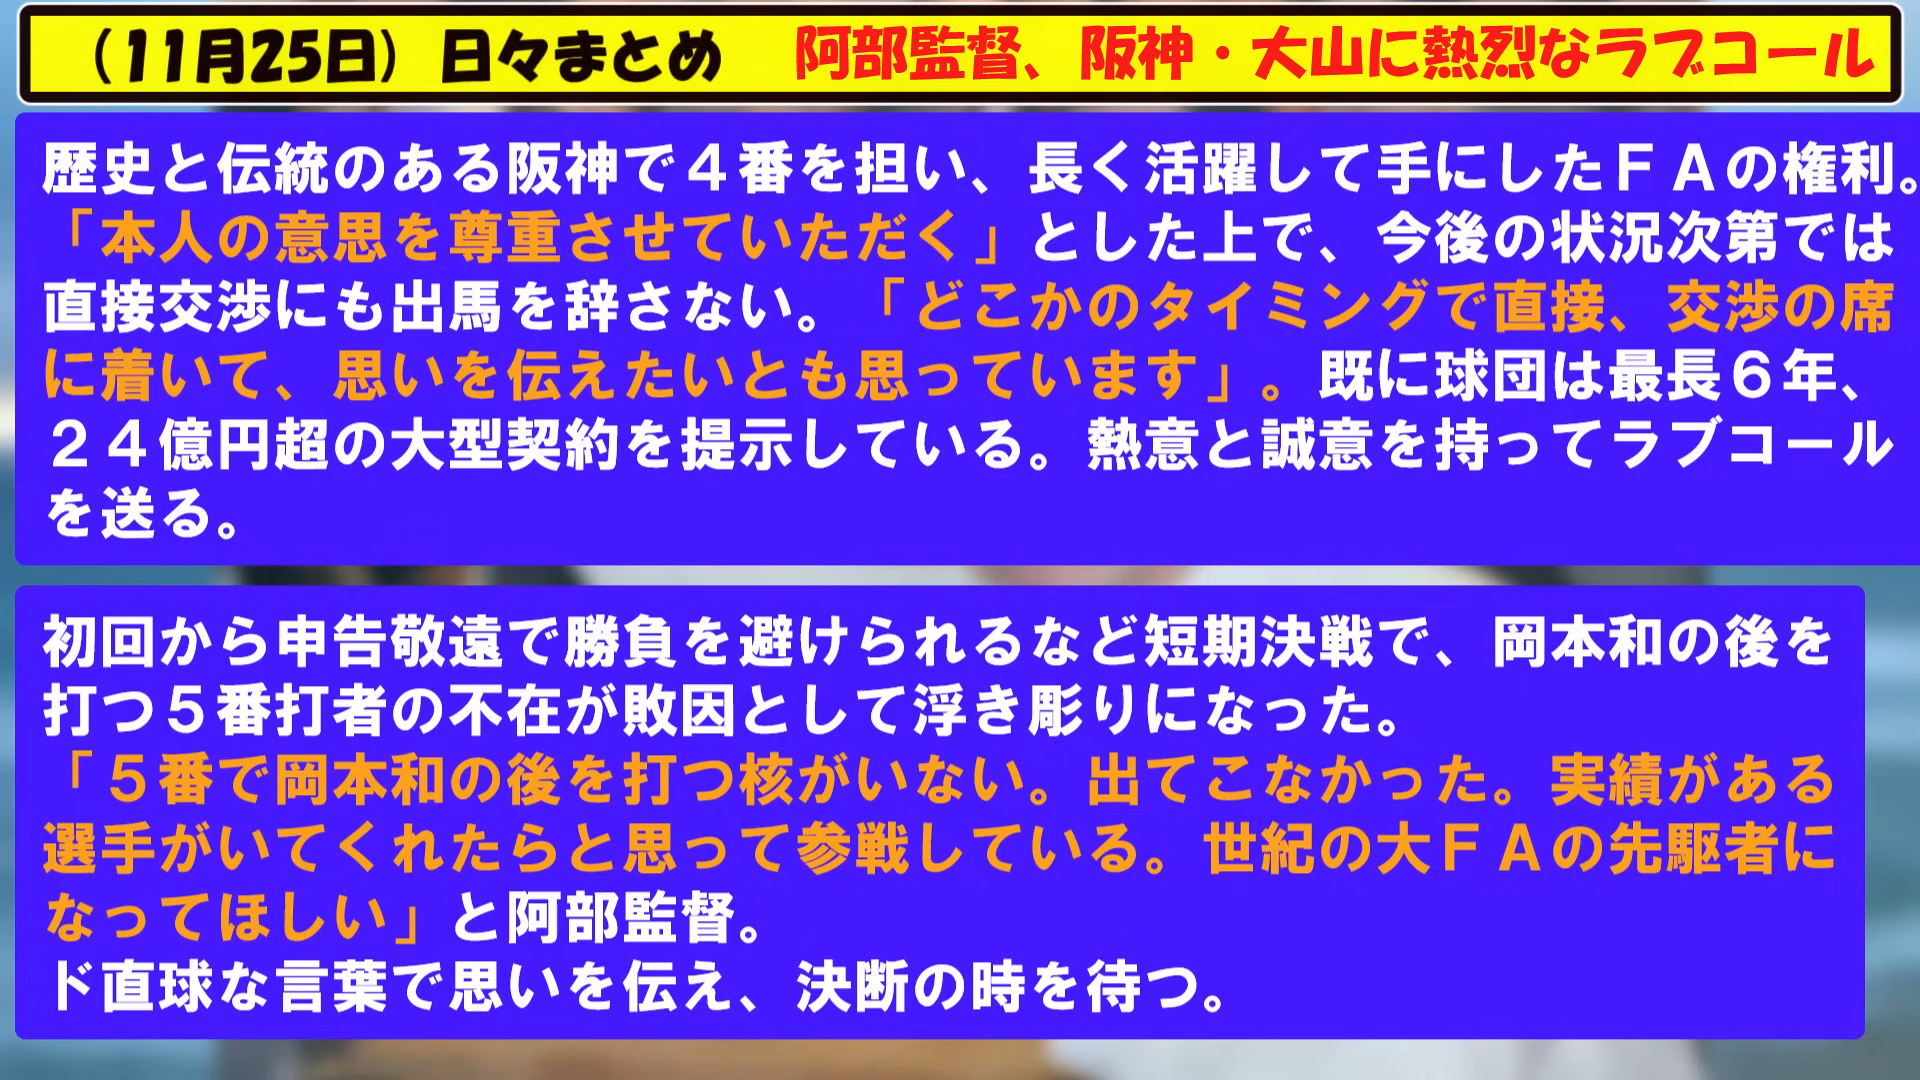 （11月25日）日々まとめ　阿部監督、阪神・大山に熱烈なラブコール
歴史と伝統のある阪神で４番を担い、長く活躍して手にしたＦＡの権利。
「本人の意思を尊重させていただく」とした上で、今後の状況次第では
直接交渉にも出馬を辞さない。「どこかのタイミングで直接、交渉の席
に着いて、思いを伝えたいとも思っています」。既に球団は最長６年、
２４億円超の大型契約を提示している。熱意と誠意を持ってラブコール
を送る。
初回から申告敬遠で勝負を避けられるなど短期決戦で、岡本和の後を
打つ５番打者の不在が敗因として浮き彫りになった。
「５番で岡本和の後を打つ核がいない。出てこなかった。実績がある
選手がいてくれたらと思って参戦している。世紀の大ＦＡの先駆者に
なってほしい」と阿部監督。
ド直球な言葉で思いを伝え、決断の時を待つ。